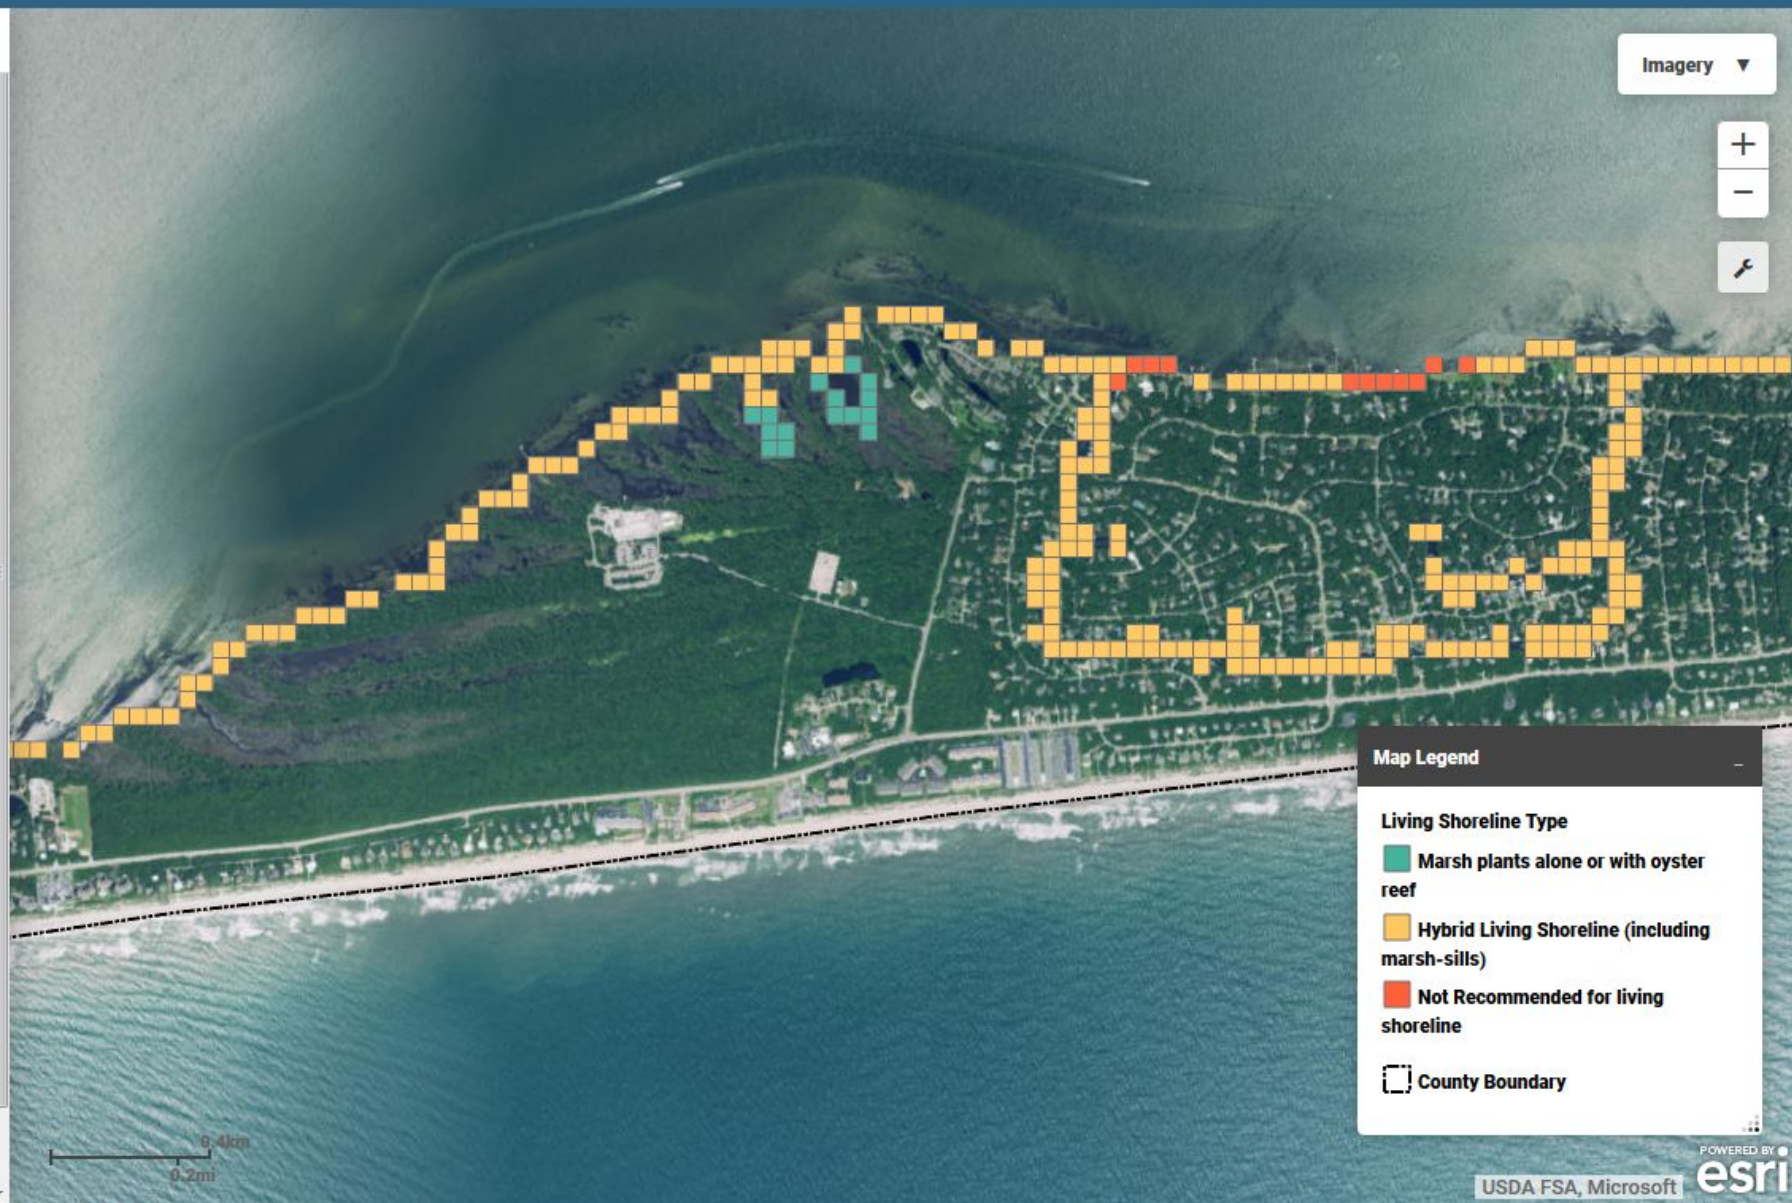 Imagery ▼
+
−
Map Legend _
Living Shoreline Type
Marsh plants alone or with oyster
reef
Hybrid Living Shoreline (including
marsh-sills)
Not Recommended for living
shoreline
County Boundary
0.4km
0.2mi
POWERED BY
esri
USDA FSA, Microsoft